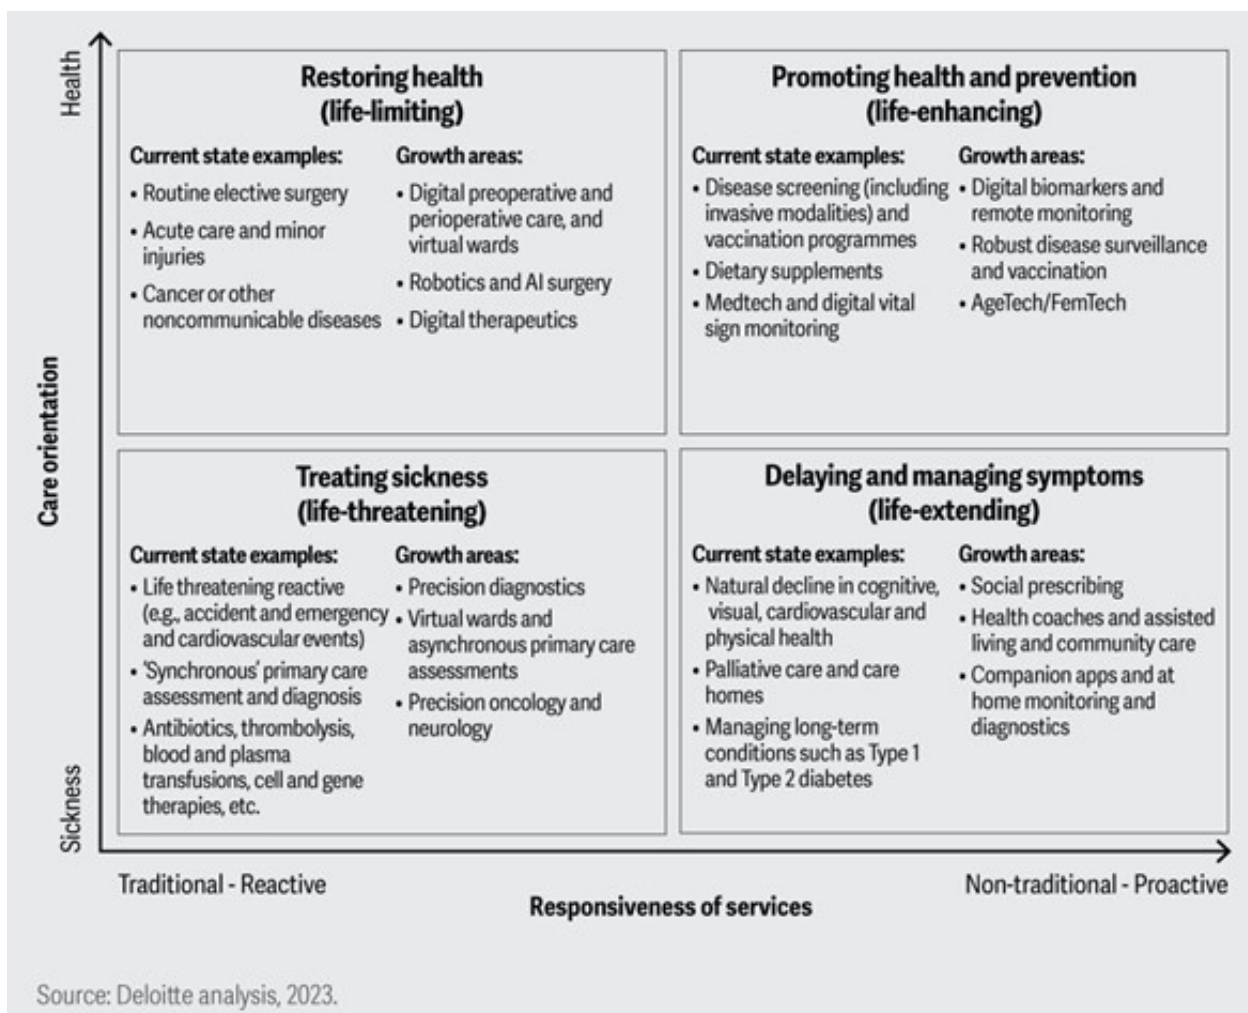 Health
Care orientation
Sickness
Restoring health
(life-limiting)
Current state examples:
• Routine elective surgery
• Acute care and minor
injuries
• Cancer or other
noncommunicable diseases
Growth areas:
• Digital preoperative and
perioperative care, and
virtual wards
• Robotics and AI surgery
• Digital therapeutics
Promoting health and prevention
(life-enhancing)
Current state examples:
• Disease screening (including
invasive modalities) and
vaccination programmes
• Dietary supplements
• Medtech and digital vital
sign monitoring
Growth areas:
• Digital biomarkers and
remote monitoring
• Robust disease surveillance
and vaccination
• AgeTech/FemTech
Treating sickness
(life-threatening)
Current state examples:
• Life threatening reactive
(e.g., accident and emergency
and cardiovascular events)
• ‘Synchronous’ primary care
assessment and diagnosis
• Antibiotics, thrombolysis,
blood and plasma
transfusions, cell and gene
therapies, etc.
Growth areas:
• Precision diagnostics
• Virtual wards and
asynchronous primary care
assessments
• Precision oncology and
neurology
Delaying and managing symptoms
(life-extending)
Current state examples:
• Natural decline in cognitive,
visual, cardiovascular and
physical health
• Palliative care and care
homes
• Managing long-term
conditions such as Type 1
and Type 2 diabetes
Growth areas:
• Social prescribing
• Health coaches and assisted
living and community care
• Companion apps and at
home monitoring and
diagnostics
Traditional - Reactive
Non-traditional - Proactive
Responsiveness of services
Source: Deloitte analysis, 2023.